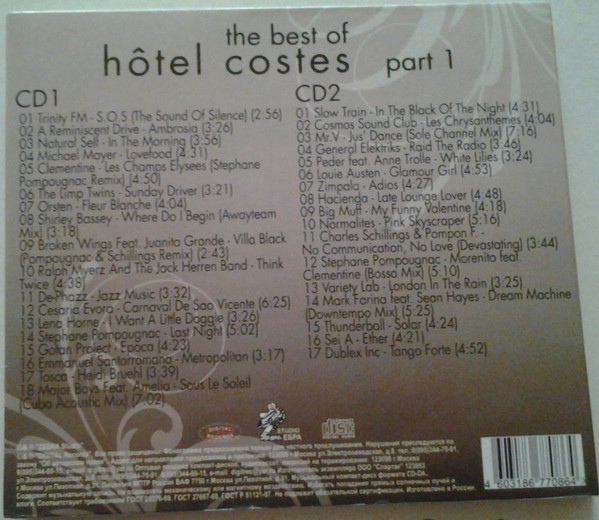 the best of
hôtel costes part 1
CD1
01 Trinity FM - S.O.S (The Sound Of Silence) (2:56)
02 A Reminiscent Drive - Ambrosia (3:26)
03 Natural Self - In The Morning (3:56)
04 Michael Mayer - Lovefood (4:31)
05 Clementine - Les Champs Elysees (Stephane
Pompougnac Remix) (4:50)
06 The Limp Twins - Sunday Driver (3:21)
07 Orsten - Fleur Blanche (4:04)
08 Shirley Bassey - Where Do I Begin (Awayteam
Mix) (3:18)
09 Broken Wings Feat. Juanita Grande - Villa Black
(Pompougnac & Schillings Remix) (2:43)
10 Ralph Myerz And The Jack Herren Band - Think
Twice (4:38)
11 De-Phazz - Jazz Music (3:32)
12 Cesaria Evora - Carnaval De Sao Vicente (6:25)
13 Lena Horne - I Want A Little Doggie (3:26)
14 Stephane Pompougnac - Last Night (5:02)
15 Gotan Project - Epoca (4:23)
16 Emmanuel Santarromana - Metropolitan (3:17)
17 Tosca - Heidi Bruehl (3:39)
18 Major Boys Feat. Amelia - Sous Le Soleil
(Cuba Acoustic Mix) (7:02)
CD2
01 Slow Train - In The Black Of The Night (4:31)
02 Cosmos Sound Club - Les Chrysanthemes (4:04)
03 Mr.V - Jus' Dance (Sole Channel Mix) (7:16)
04 General Elektriks - Raid The Radio (3:46)
05 Peder feat. Anne Trolle - White Lilies (3:24)
06 Louie Austen - Glamour Girl (4:53)
07 Zimpala - Adios (4:27)
08 Hacienda - Late Lounge Lover (4:48)
09 Big Muff - My Funny Valentine (4:18)
10 Normalites - Pink Skyscraper (5:16)
11 Charles Schillings & Pompon F. -
No Communication, No Love (Devastating) (3:44)
12 Stephane Pompougnac - Morenito feat.
Clementine (Bossa Mix) (5:10)
13 Variety Lab - London In The Rain (3:25)
14 Mark Farina feat. Sean Hayes - Dream Machine
(Downtempo Mix) (5:25)
15 Thunderball - Solar (4:24)
16 Sei A - Ether (4:21)
17 Dublex Inc - Tango Forte (4:52)
STUDIO
ESPA
4 603186 770864